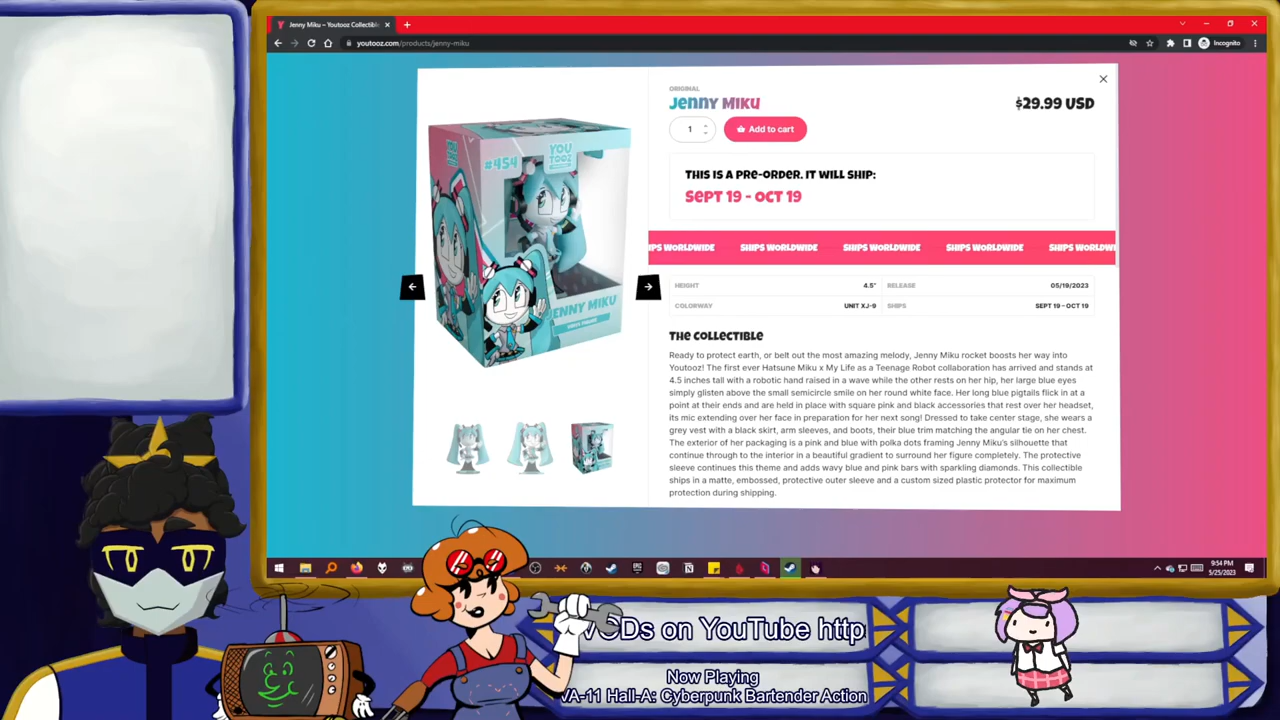 Jenny Miku – Youtooz Collectibl
youtooz.com/products/jenny-miku
Incognito
ORIGINAL
Jenny Miku
$29.99 USD
1
Add to cart
THIS IS A PRE-ORDER. IT WILL SHIP:
SEPT 19 - OCT 19
IPS WORLDWIDE SHIPS WORLDWIDE SHIPS WORLDWIDE SHIPS WORLDWIDE SHIPS WORLDWI
HEIGHT 4.5" RELEASE 05/19/2023
COLORWAY UNIT XJ-9 SHIPS SEPT 19 - OCT 19
#454
YOU
TOOZ
JENNY MIKU
VINYL FIGURE
THE COLLECTIBLE
Ready to protect earth, or belt out the most amazing melody, Jenny Miku rocket boosts her way into
Youtooz! The first ever Hatsune Miku x My Life as a Teenage Robot collaboration has arrived and stands at
4.5 inches tall with a robotic hand raised in a wave while the other rests on her hip, her large blue eyes
simply glisten above the small semicircle smile on her round white face. Her long blue pigtails flick in at a
point at their ends and are held in place with square pink and black accessories that rest over her headset,
its mic extending over her face in preparation for her next song! Dressed to take center stage, she wears a
grey vest with a black skirt, arm sleeves, and boots, their blue trim matching the angular tie on her chest.
The exterior of her packaging is a pink and blue with polka dots framing Jenny Miku's silhouette that
continue through to the interior in a beautiful gradient to surround her figure completely. The protective
sleeve continues this theme and adds wavy blue and pink bars with sparkling diamonds. This collectible
ships in a matte, embossed, protective outer sleeve and a custom sized plastic protector for maximum
protection during shipping.
9:54 PM
5/25/2023
VODs on YouTube http
Now Playing
VA-11 Hall-A: Cyberpunk Bartender Action